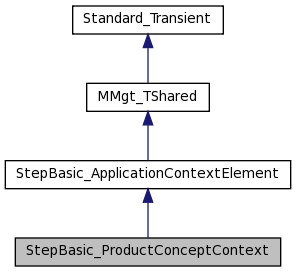 Standard_Transient
MMgt_TShared
StepBasic_ApplicationContextElement
StepBasic_ProductConceptContext